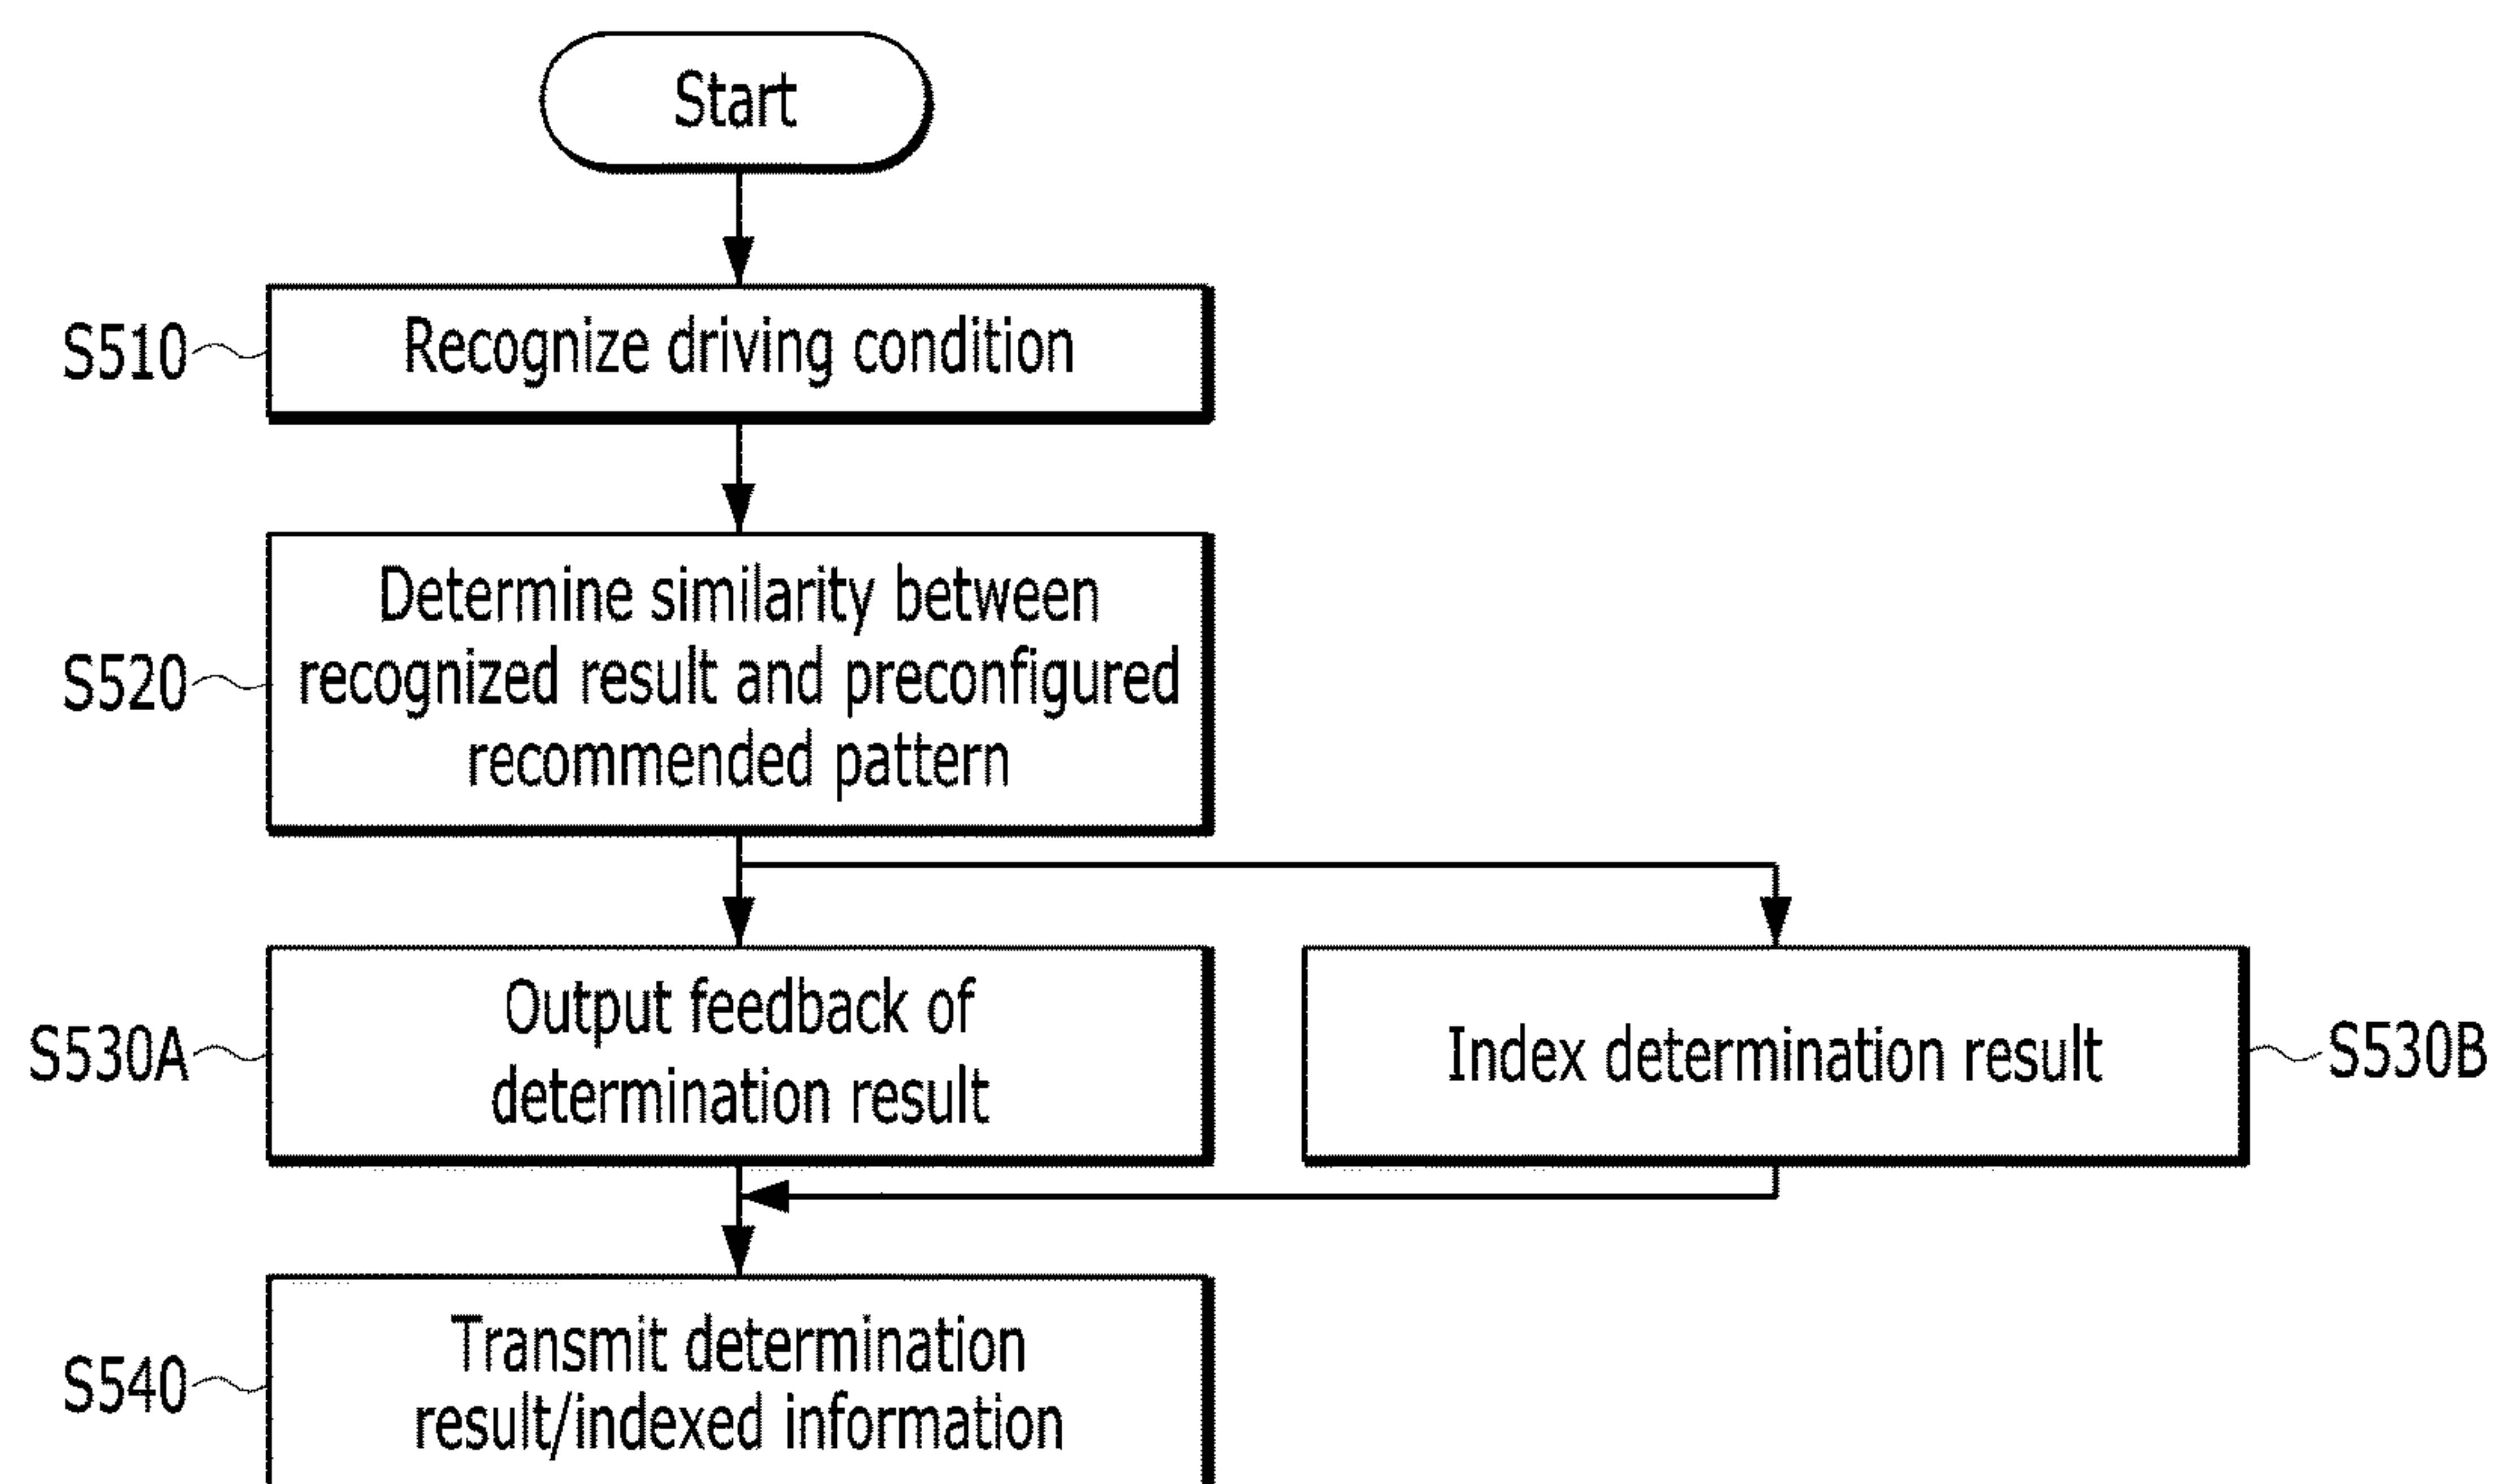 Start
S510
Recognize driving condition
S520
Determine similarity between
recognized result and preconfigured
recommended pattern
S530A
Output feedback of
determination result
Index determination result
S530B
S540
Transmit determination
result/indexed information